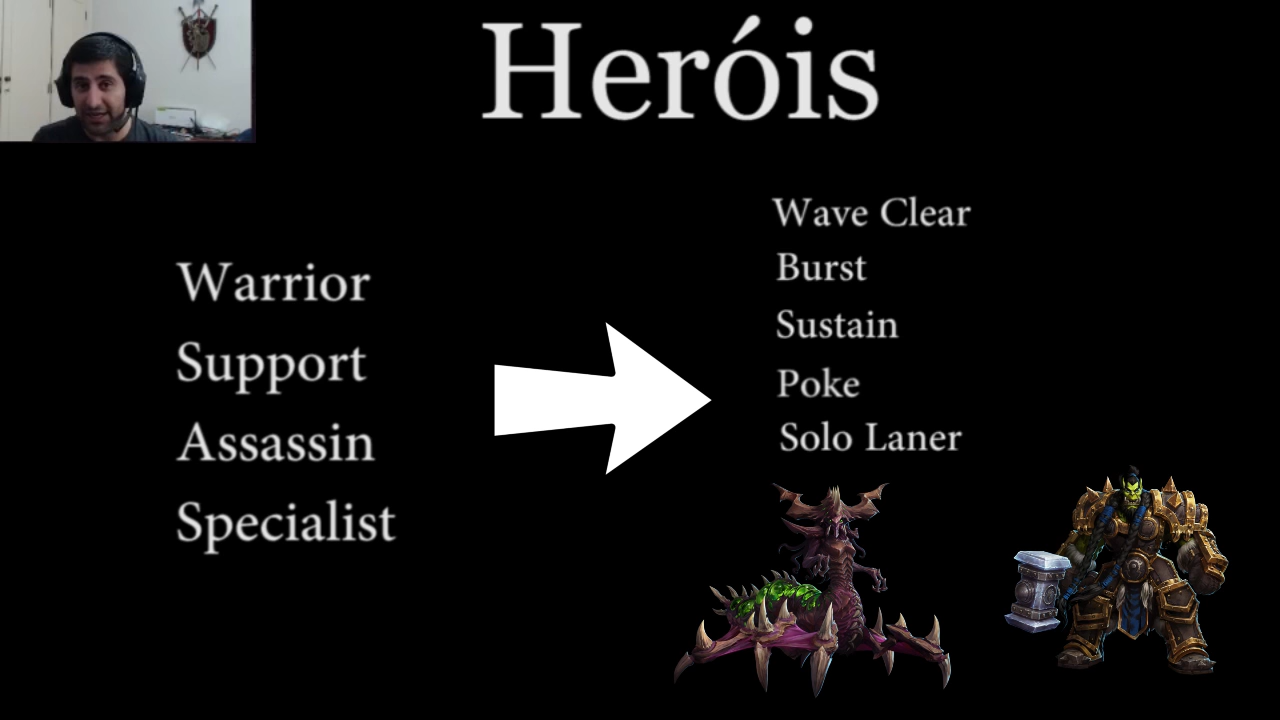 Heróis
Warrior
Support
Assassin
Specialist
Wave Clear
Burst
Sustain
Poke
Solo Laner